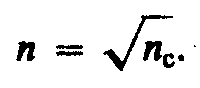 n = √n_c.